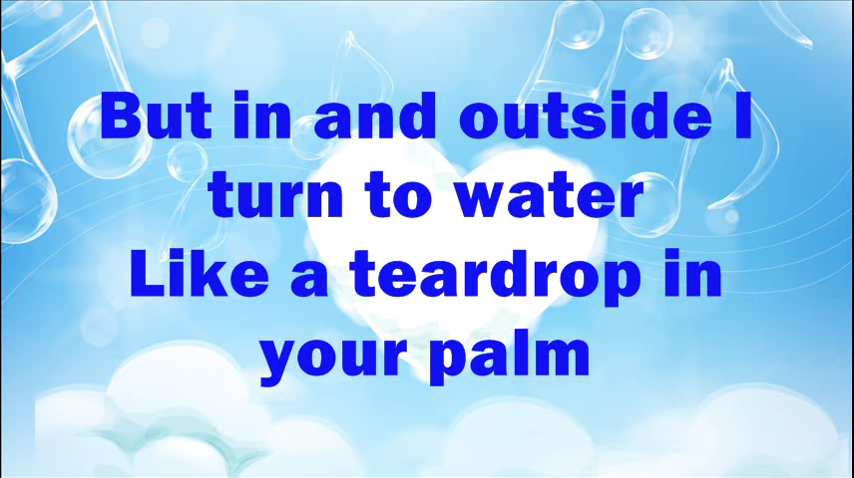 But in and outside I
turn to water
Like a teardrop in
your palm